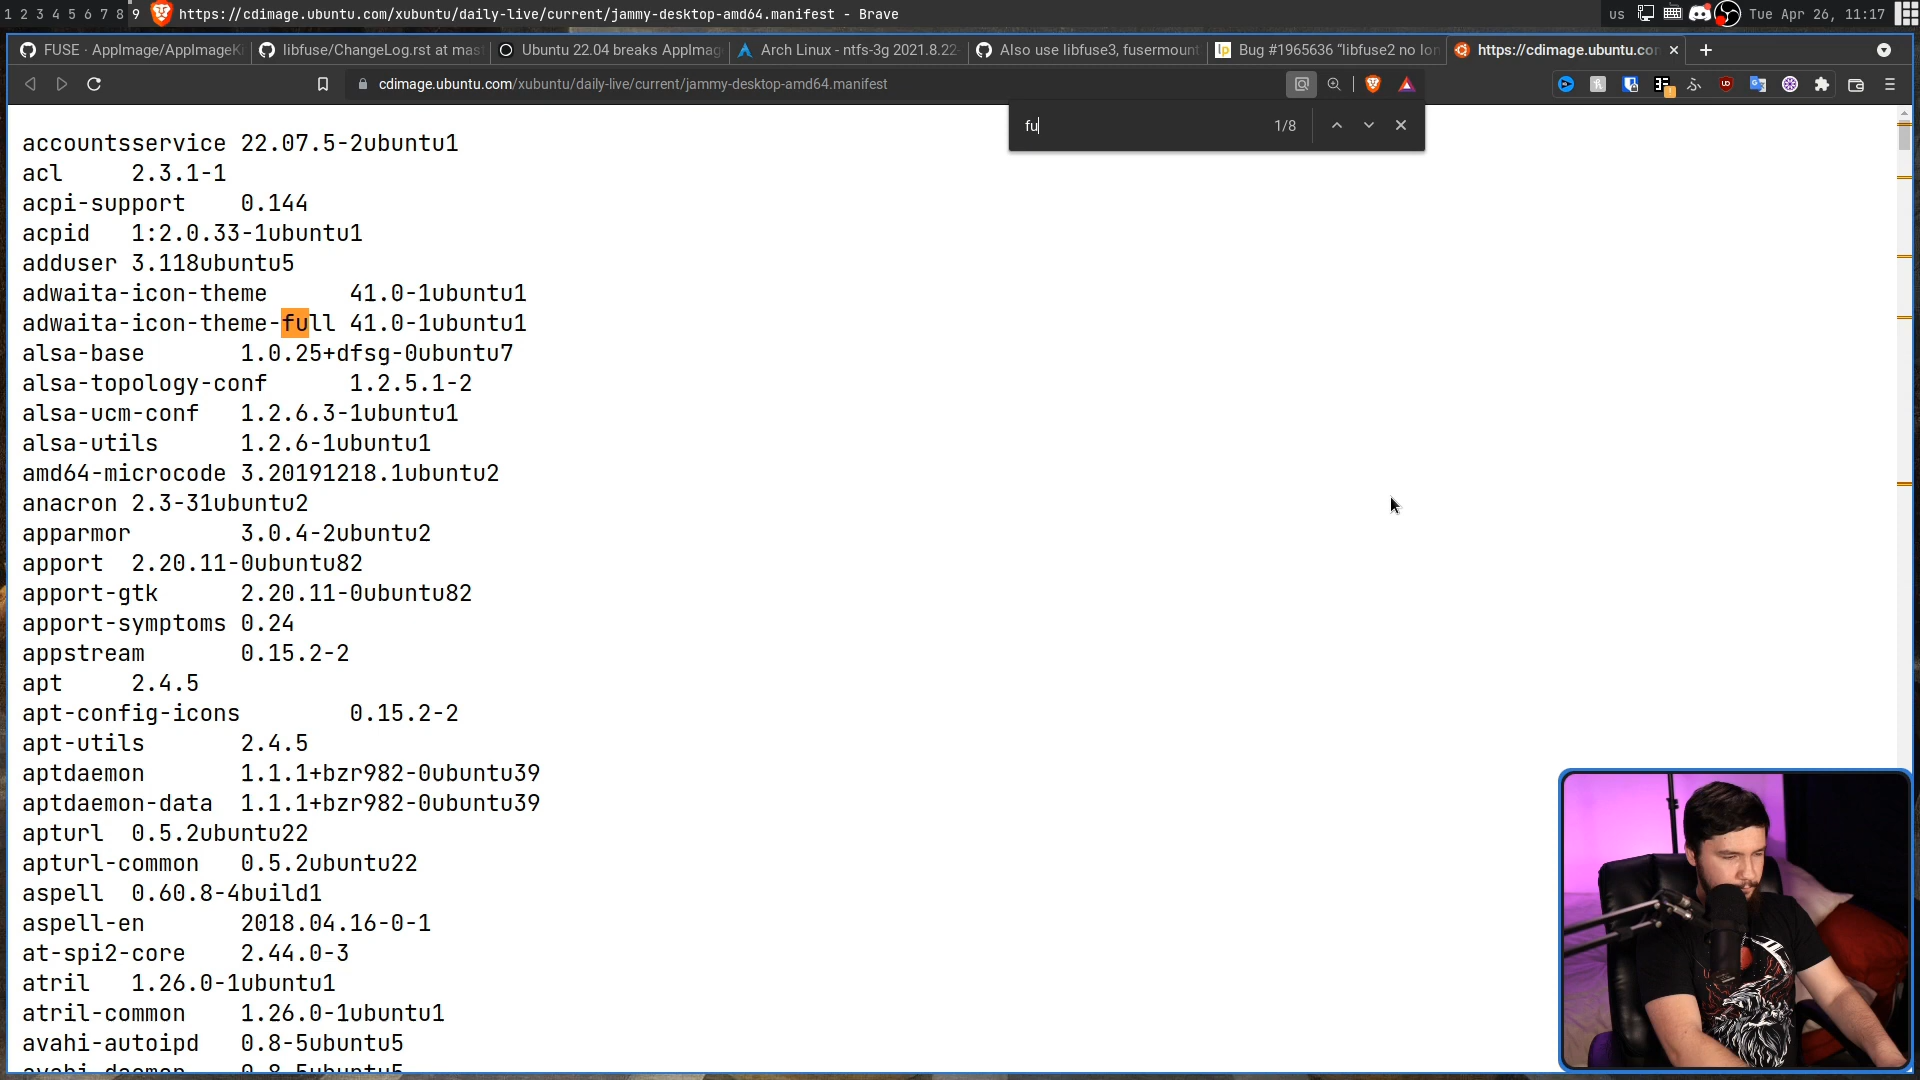 1 2 3 4 5 6 7 8 9 https://cdimage.ubuntu.com/xubuntu/daily-live/current/jammy-desktop-amd64.manifest - Brave us Tue Apr 26, 11:17
FUSE · AppImage/AppImageKi libfuse/ChangeLog.rst at mast Ubuntu 22.04 breaks AppImag Arch Linux - ntfs-3g 2021.8.22- Also use libfuse3, fusermount Bug #1965636 “libfuse2 no lon https://cdimage.ubuntu.con
cdimage.ubuntu.com/xubuntu/daily-live/current/jammy-desktop-amd64.manifest
fu 1/8
accountsservice 22.07.5-2ubuntu1
acl 2.3.1-1
acpi-support 0.144
acpid 1:2.0.33-1ubuntu1
adduser 3.118ubuntu5
adwaita-icon-theme 41.0-1ubuntu1
adwaita-icon-theme-full 41.0-1ubuntu1
alsa-base 1.0.25+dfsg-0ubuntu7
alsa-topology-conf 1.2.5.1-2
alsa-ucm-conf 1.2.6.3-1ubuntu1
alsa-utils 1.2.6-1ubuntu1
amd64-microcode 3.20191218.1ubuntu2
anacron 2.3-31ubuntu2
apparmor 3.0.4-2ubuntu2
apport 2.20.11-0ubuntu82
apport-gtk 2.20.11-0ubuntu82
apport-symptoms 0.24
appstream 0.15.2-2
apt 2.4.5
apt-config-icons 0.15.2-2
apt-utils 2.4.5
aptdaemon 1.1.1+bzr982-0ubuntu39
aptdaemon-data 1.1.1+bzr982-0ubuntu39
apturl 0.5.2ubuntu22
apturl-common 0.5.2ubuntu22
aspell 0.60.8-4build1
aspell-en 2018.04.16-0-1
at-spi2-core 2.44.0-3
atril 1.26.0-1ubuntu1
atril-common 1.26.0-1ubuntu1
avahi-autoipd 0.8-5ubuntu5
avahi-daemon 0.8-5ubuntu5